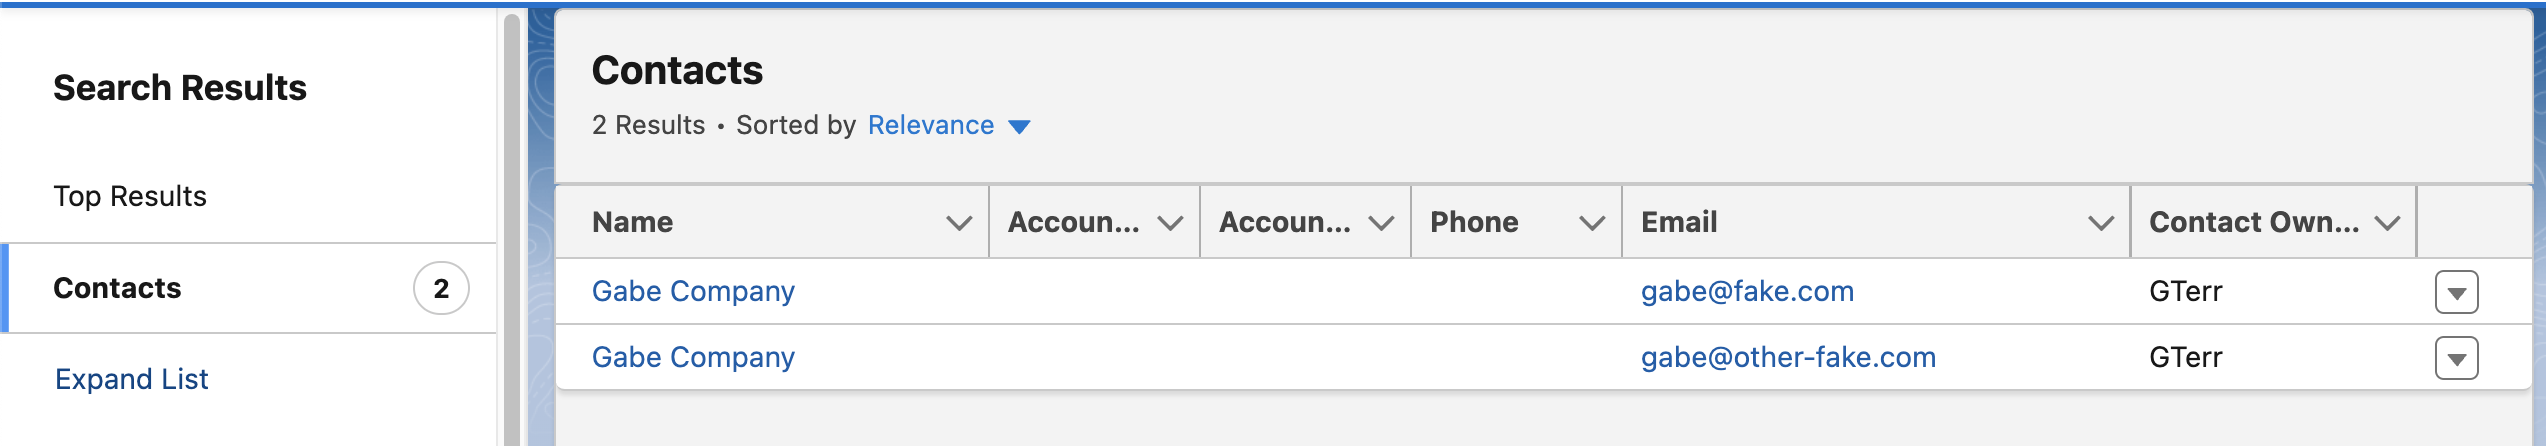 Search Results
Top Results
Contacts 2
Expand List
Contacts
2 Results • Sorted by Relevance
Name Accoun... Accoun... Phone Email Contact Own...
Gabe Company gabe@fake.com GTerr
Gabe Company gabe@other-fake.com GTerr